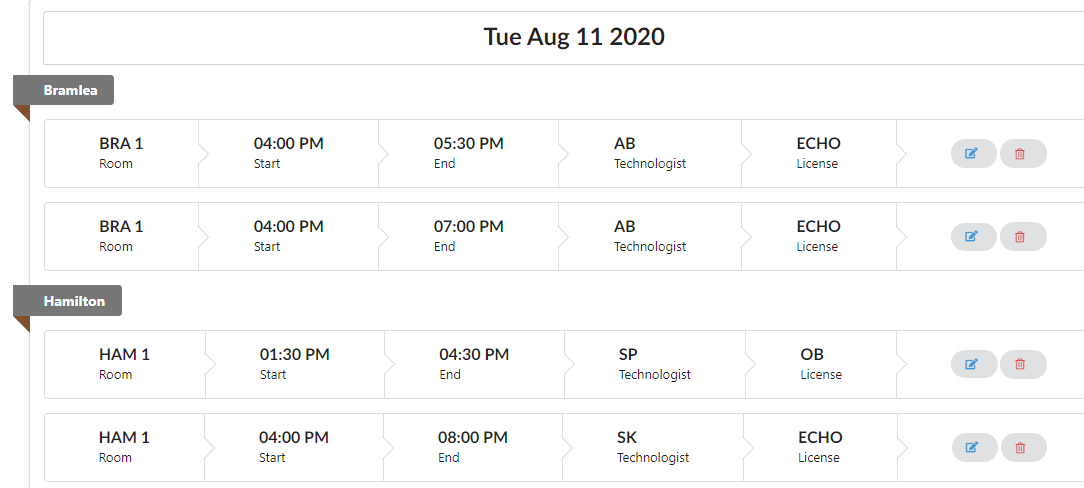 Tue Aug 11 2020
Bramlea
BRA 1 04:00 PM 05:30 PM AB ECHO
Room Start End Technologist License
BRA 1 04:00 PM 07:00 PM AB ECHO
Room Start End Technologist License
Hamilton
HAM 1 01:30 PM 04:30 PM SP OB
Room Start End Technologist License
HAM 1 04:00 PM 08:00 PM SK ECHO
Room Start End Technologist License